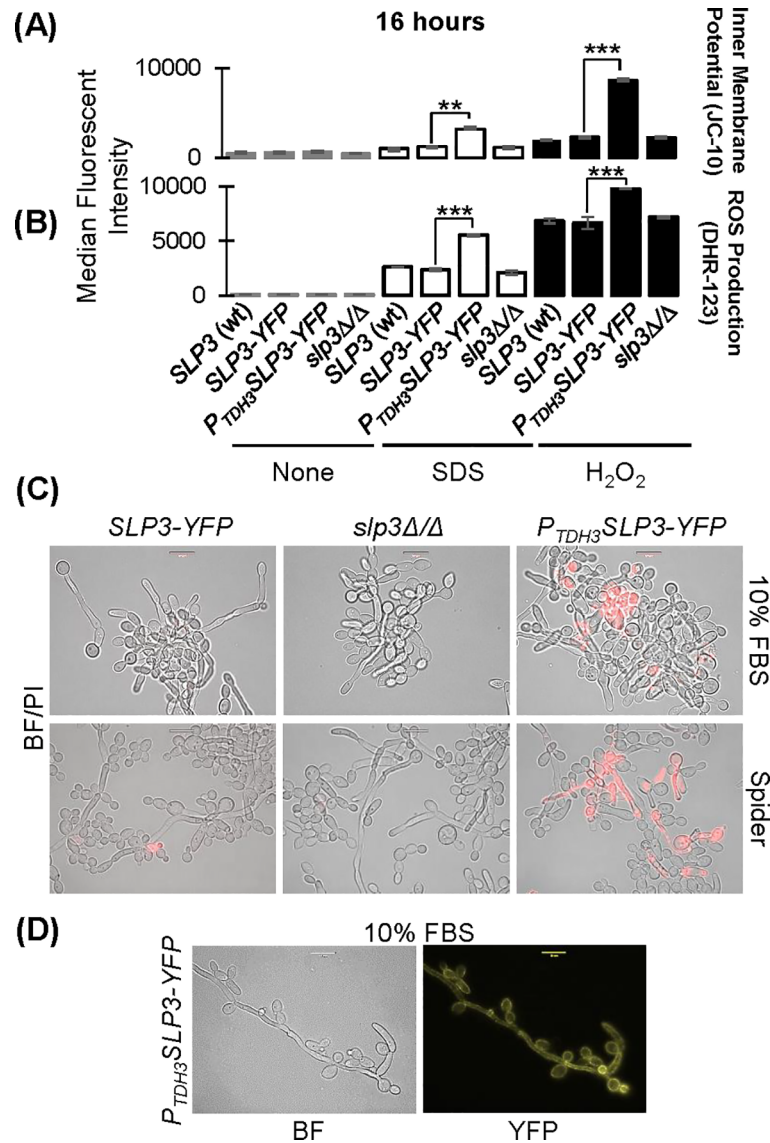 (A)
16 hours
Median Fluorescent
Intensity
10000
0
**
***
Inner Membrane
Potential (JC-10)
(B)
10000
5000
0
***
***
ROS Production
(DHR-123)
SLP3 (wt)
SLP3-YFP
PTDH3SLP3-YFP
slp3Δ/Δ
SLP3 (wt)
SLP3-YFP
PTDH3SLP3-YFP
slp3Δ/Δ
SLP3 (wt)
SLP3-YFP
PTDH3SLP3-YFP
slp3Δ/Δ
None
SDS
H2O2
(C)
SLP3-YFP
slp3Δ/Δ
PTDH3SLP3-YFP
BF/PI
10% FBS
Spider
(D)
10% FBS
PTDH3SLP3-YFP
BF
YFP